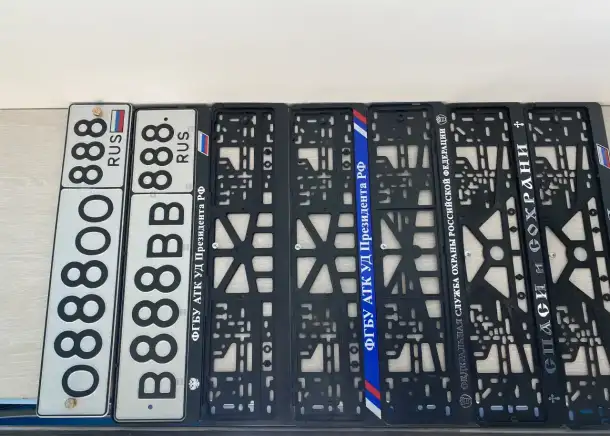 О888ОО 888
RUS
В888ВВ 888
RUS
ФГБУ АТК УД Президента РФ
ФГБУ АТК УД Президента РФ
ФЕДЕРАЛЬНАЯ СЛУЖБА ОХРАНЫ РОССИЙСКОЙ ФЕДЕРАЦИИ
СПАСИ и СОХРАНИ